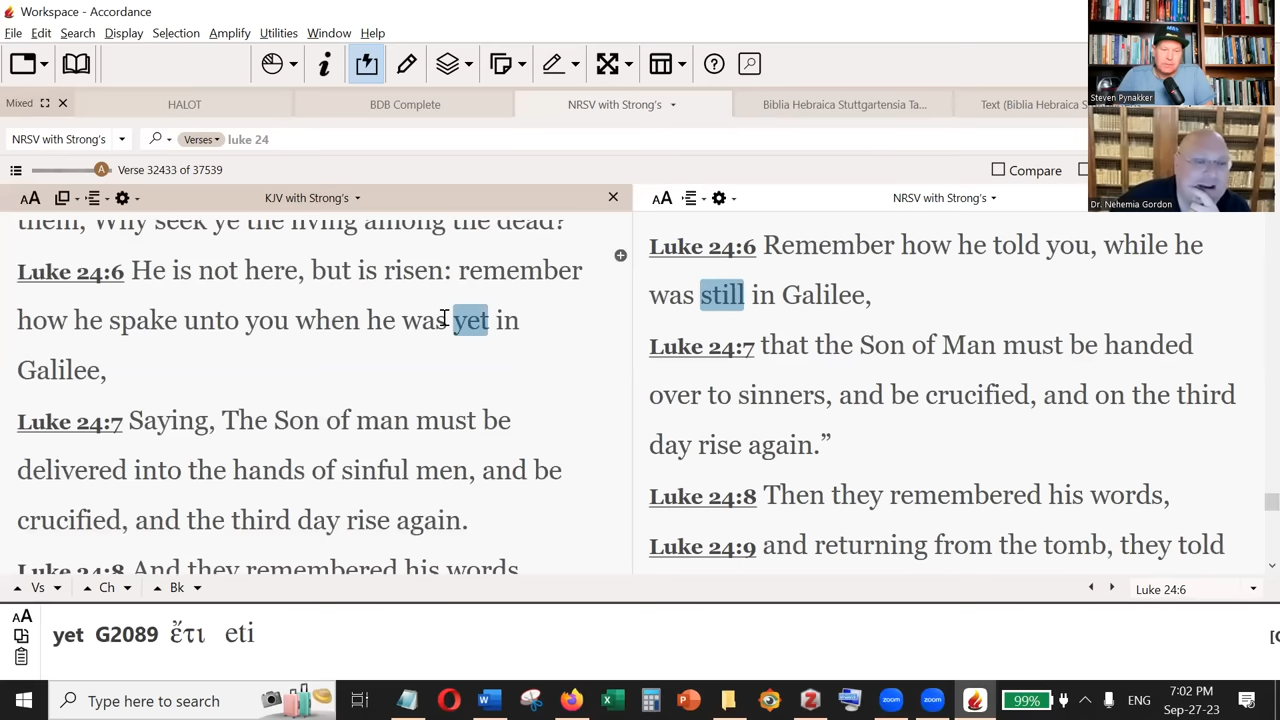 Workspace - Accordance
File Edit Search Display Selection Amplify Utilities Window Help
Mixed HALOT BDB Complete NRSV with Strong's Biblia Hebraica Stuttgartensia Ta... Text (Biblia Hebraica S
NRSV with Strong's Verses luke 24
A Verse 32433 of 37539 Compare
AA KJV with Strong's
them, Why seek ye the living among the dead?
Luke 24:6 He is not here, but is risen: remember
how he spake unto you when he was yet in
Galilee,
Luke 24:7 Saying, The Son of man must be
delivered into the hands of sinful men, and be
crucified, and the third day rise again.
Luke 24:8 And they remembered his words,
AA NRSV with Strong's
Luke 24:6 Remember how he told you, while he
was still in Galilee,
Luke 24:7 that the Son of Man must be handed
over to sinners, and be crucified, and on the third
day rise again.”
Luke 24:8 Then they remembered his words,
Luke 24:9 and returning from the tomb, they told
Vs Ch Bk Luke 24:6
AA yet G2089 ἔτι eti
Steven Pynakker
Dr. Nehemia Gordon
Type here to search
99% ENG 7:02 PM
Sep-27-23